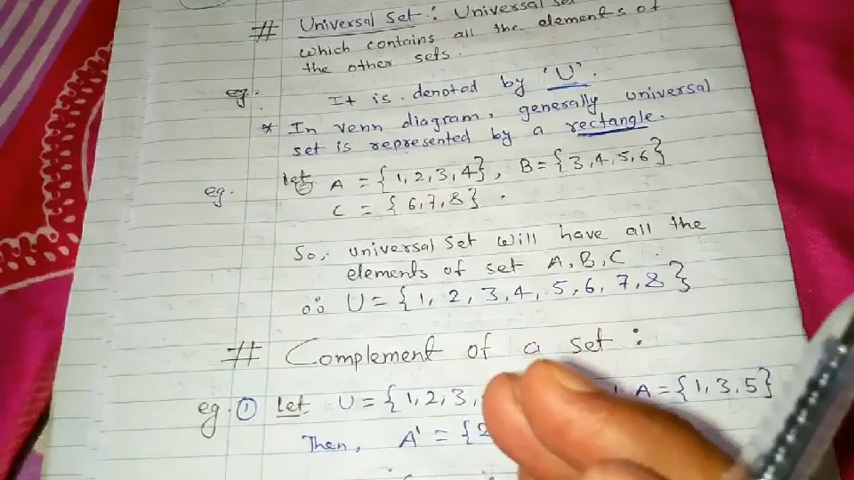 # Universal Set : Universal set
which contains all the elements of
the other sets.
eg. It is denoted by 'U'.
* In venn diagram, generally universal
set is represented by a rectangle.
eg. let A = {1,2,3,4}, B = {3,4,5,6}
C = {6,7,8}.
So, universal set will have all the
elements of set A, B, C.
∴ U = {1, 2, 3, 4, 5, 6, 7, 8}
# Complement of a set :
eg. ① Let U = {1,2,3, A = {1,3,5}
Then, A' = {2